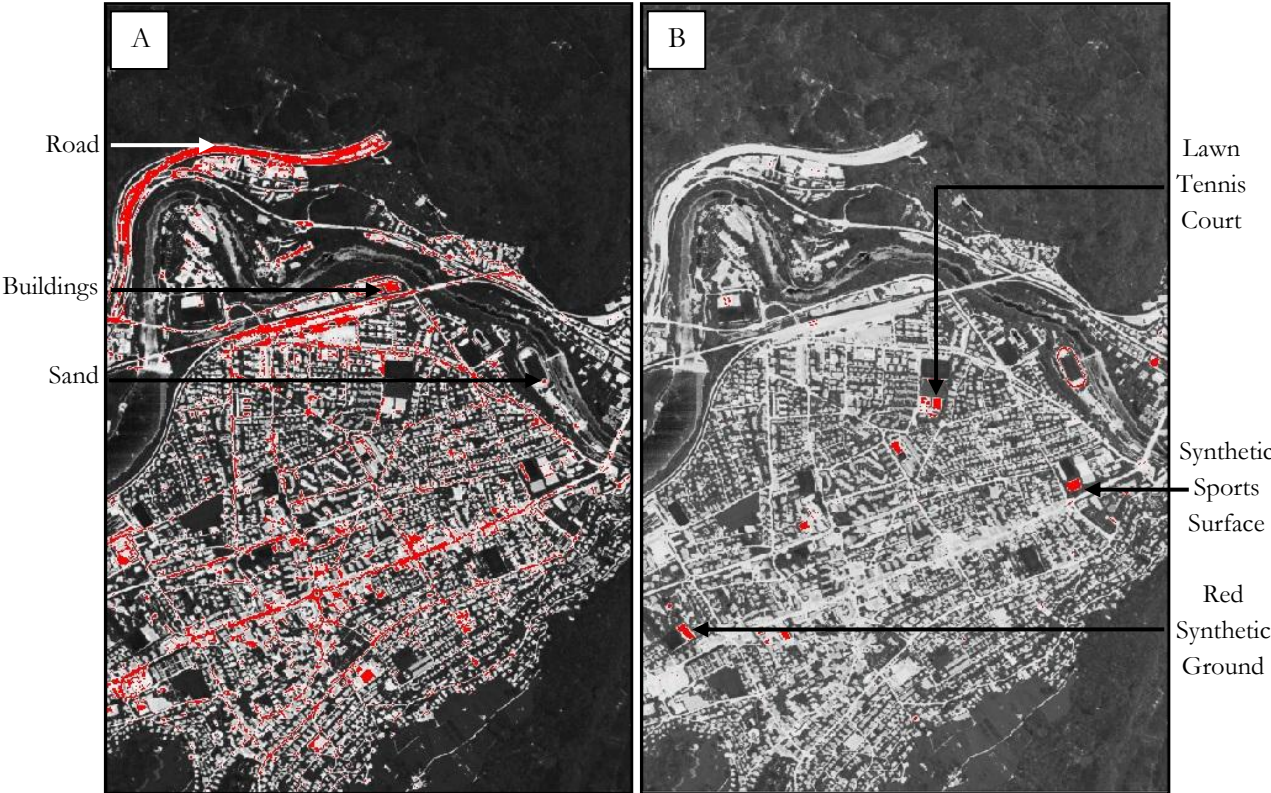 A
B
Road
Buildings
Sand
Lawn
Tennis
Court
Synthetic
Sports
Surface
Red
Synthetic
Ground